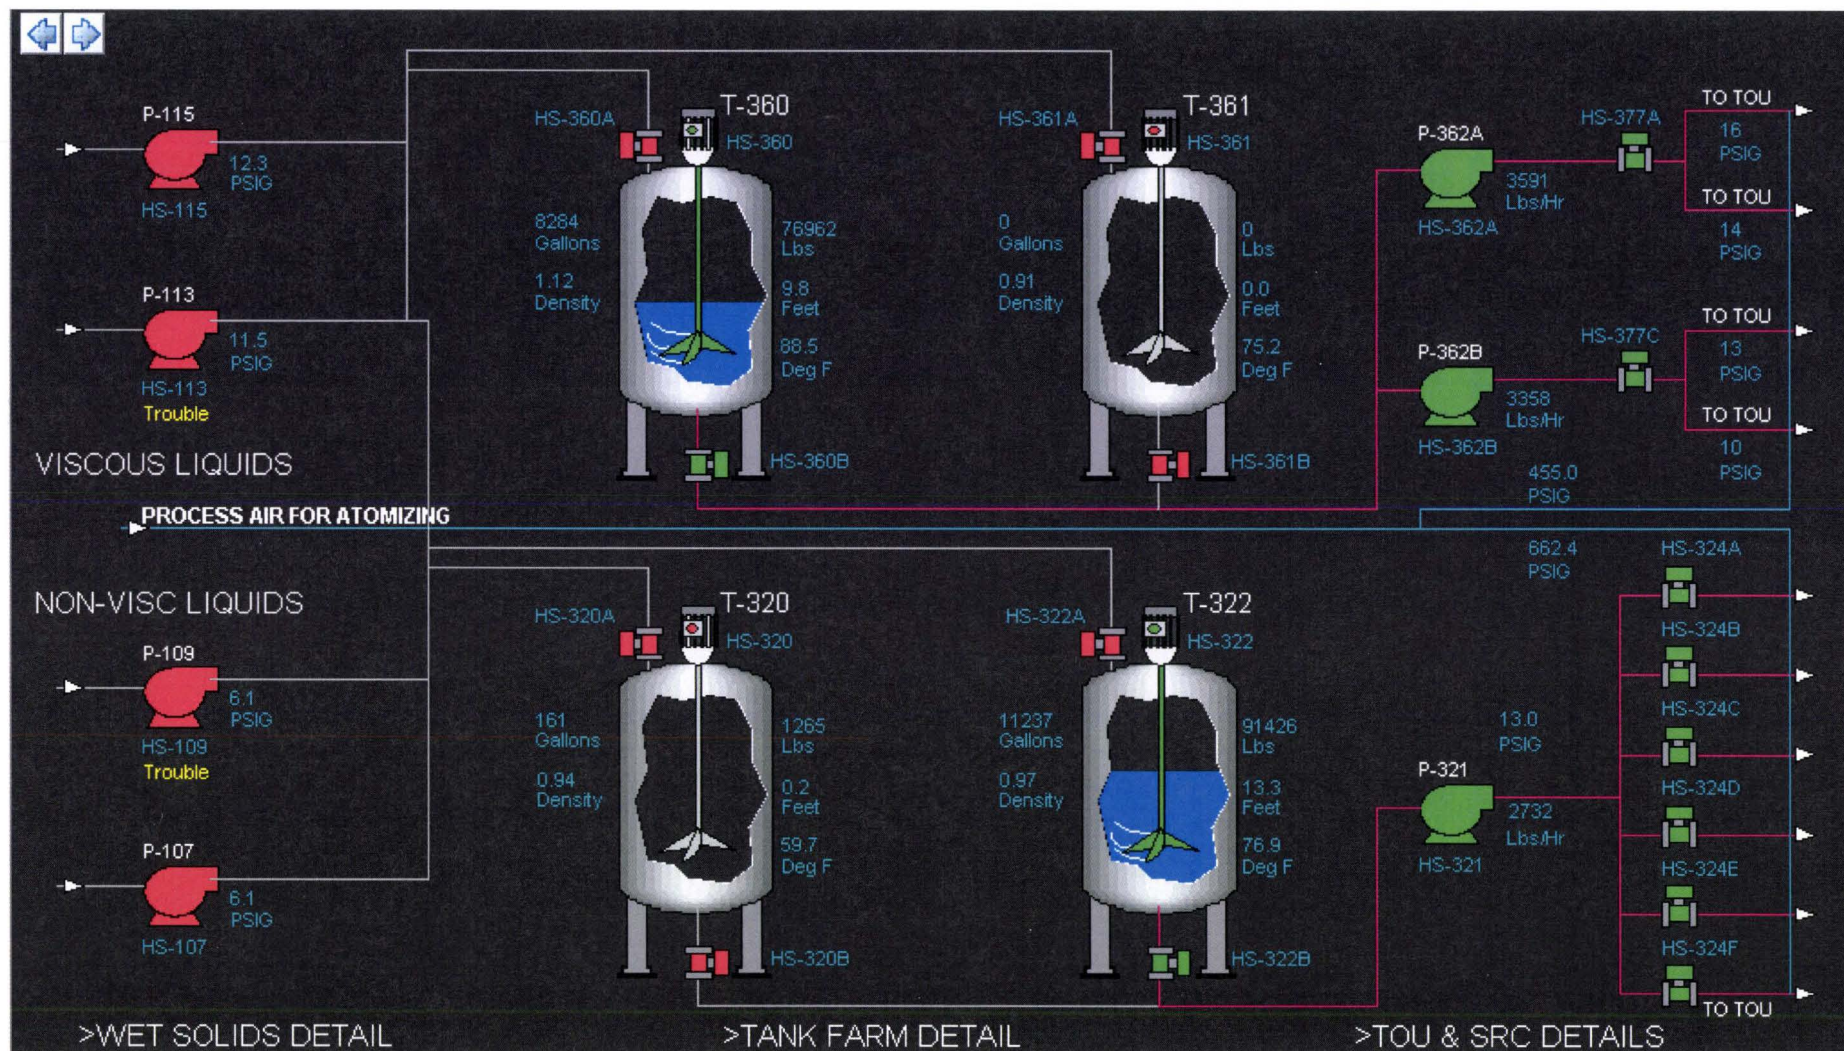 P-115
12.3
PSIG
HS-115
P-113
11.5
PSIG
HS-113
Trouble
VISCOUS LIQUIDS
HS-360A
T-360
HS-360
8284
Gallons
1.12
Density
76962
Lbs
9.8
Feet
88.5
Deg F
HS-360B
HS-361A
T-361
HS-361
0
Gallons
0.91
Density
0
Lbs
0.0
Feet
75.2
Deg F
HS-361B
P-362A
3591
Lbs/Hr
HS-362A
HS-377A
TO TOU
16
PSIG
TO TOU
14
PSIG
P-362B
3358
Lbs/Hr
HS-362B
HS-377C
TO TOU
13
PSIG
TO TOU
10
PSIG
455.0
PSIG
PROCESS AIR FOR ATOMIZING
NON-VISC LIQUIDS
P-109
6.1
PSIG
HS-109
Trouble
P-107
6.1
PSIG
HS-107
HS-320A
T-320
HS-320
161
Gallons
0.94
Density
1265
Lbs
0.2
Feet
59.7
Deg F
HS-320B
HS-322A
T-322
HS-322
11237
Gallons
0.97
Density
91426
Lbs
13.3
Feet
76.9
Deg F
HS-322B
662.4
PSIG
13.0
PSIG
P-321
2732
Lbs/Hr
HS-321
HS-324A
HS-324B
HS-324C
HS-324D
HS-324E
HS-324F
TO TOU
>WET SOLIDS DETAIL
>TANK FARM DETAIL
>TOU & SRC DETAILS